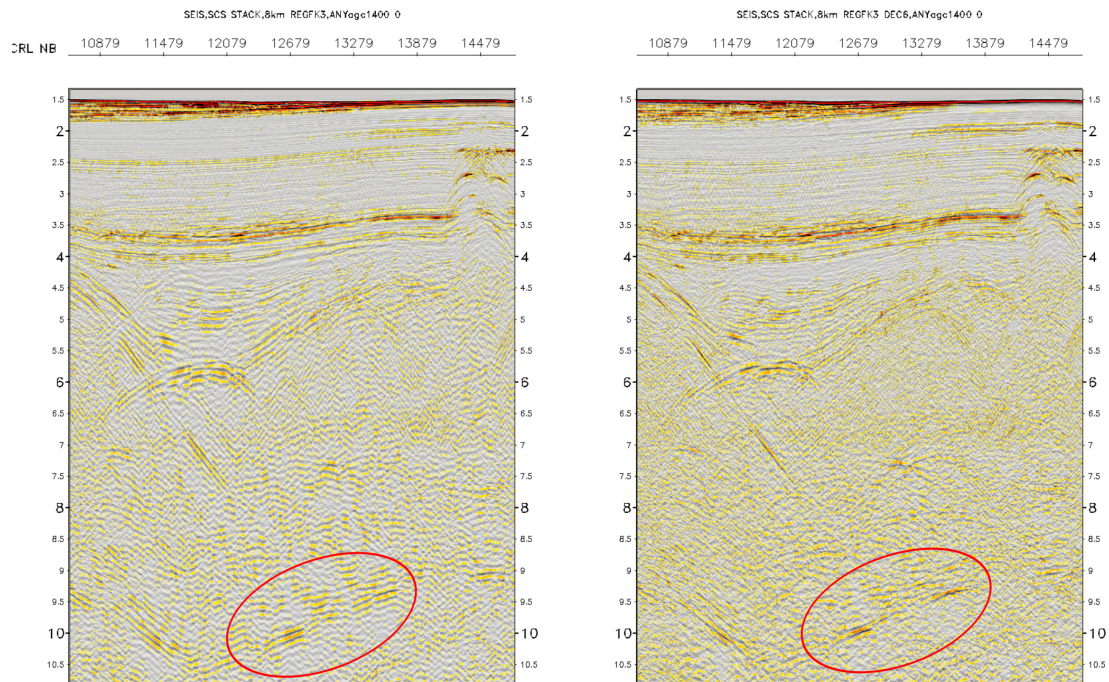 SEIS,SCS STACK,8km REGFK3,ANYagc1400 0 SEIS,SCS STACK,8km REGFK3 DEC6,ANYagc1400 0
CRL NB 10879 11479 12079 12679 13279 13879 14479 10879 11479 12079 12679 13279 13879 14479
1.5 1.5 1.5 1.5
2 2 2 2
2.5 2.5 2.5 2.5
3 3 3 3
3.5 3.5 3.5 3.5
4 4 4 4
4.5 4.5 4.5 4.5
5 5 5 5
5.5 5.5 5.5 5.5
6 6 6 6
6.5 6.5 6.5 6.5
7 7 7 7
7.5 7.5 7.5 7.5
8 8 8 8
8.5 8.5 8.5 8.5
9 9 9 9
9.5 9.5 9.5 9.5
10 10 10 10
10.5 10.5 10.5 10.5